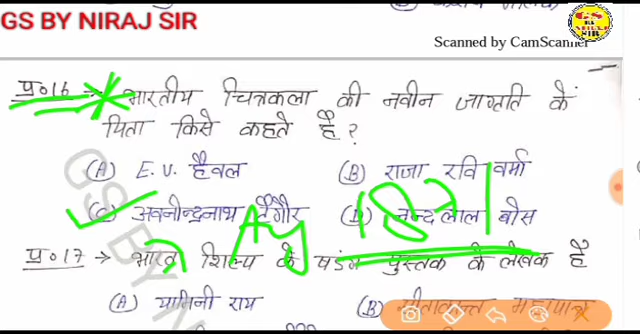 GS BY NIRAJ SIR
Scanned by CamScanner
प्र०16 → भारतीय चित्रकला की नवीन जाग्रति के
पिता किसे कहते है?
(A) E.V. हैवल
(B) राजा रवि वर्मा
(C) अवनीन्द्रनाथ टैगौर
(D) नन्दलाल बोस
प्र०17 → भारत शिल्प के षडंग पुस्तक के लेखक है
(A) यामिनी राय
(B)